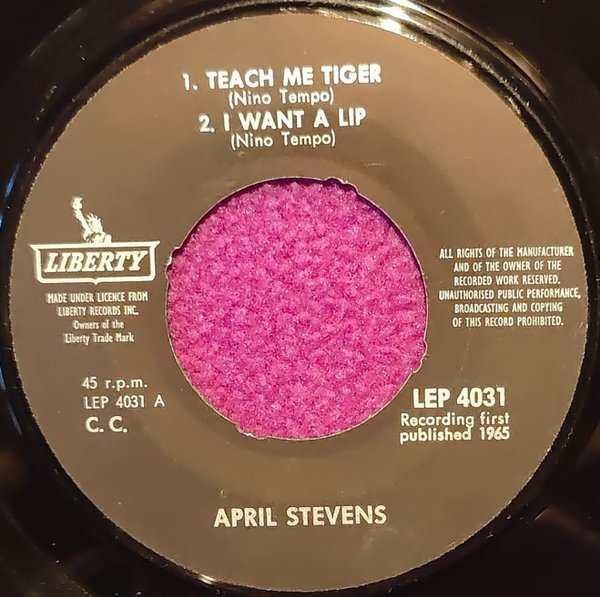 1. TEACH ME TIGER
(Nino Tempo)
2. I WANT A LIP
(Nino Tempo)
LIBERTY
MADE UNDER LICENCE FROM
LIBERTY RECORDS INC.
Owners of the
Liberty Trade Mark
ALL RIGHTS OF THE MANUFACTURER
AND OF THE OWNER OF THE
RECORDED WORK RESERVED.
UNAUTHORISED PUBLIC PERFORMANCE,
BROADCASTING AND COPYING
OF THIS RECORD PROHIBITED.
45 r.p.m.
LEP 4031 A
C. C.
LEP 4031
Recording first
published 1965
APRIL STEVENS